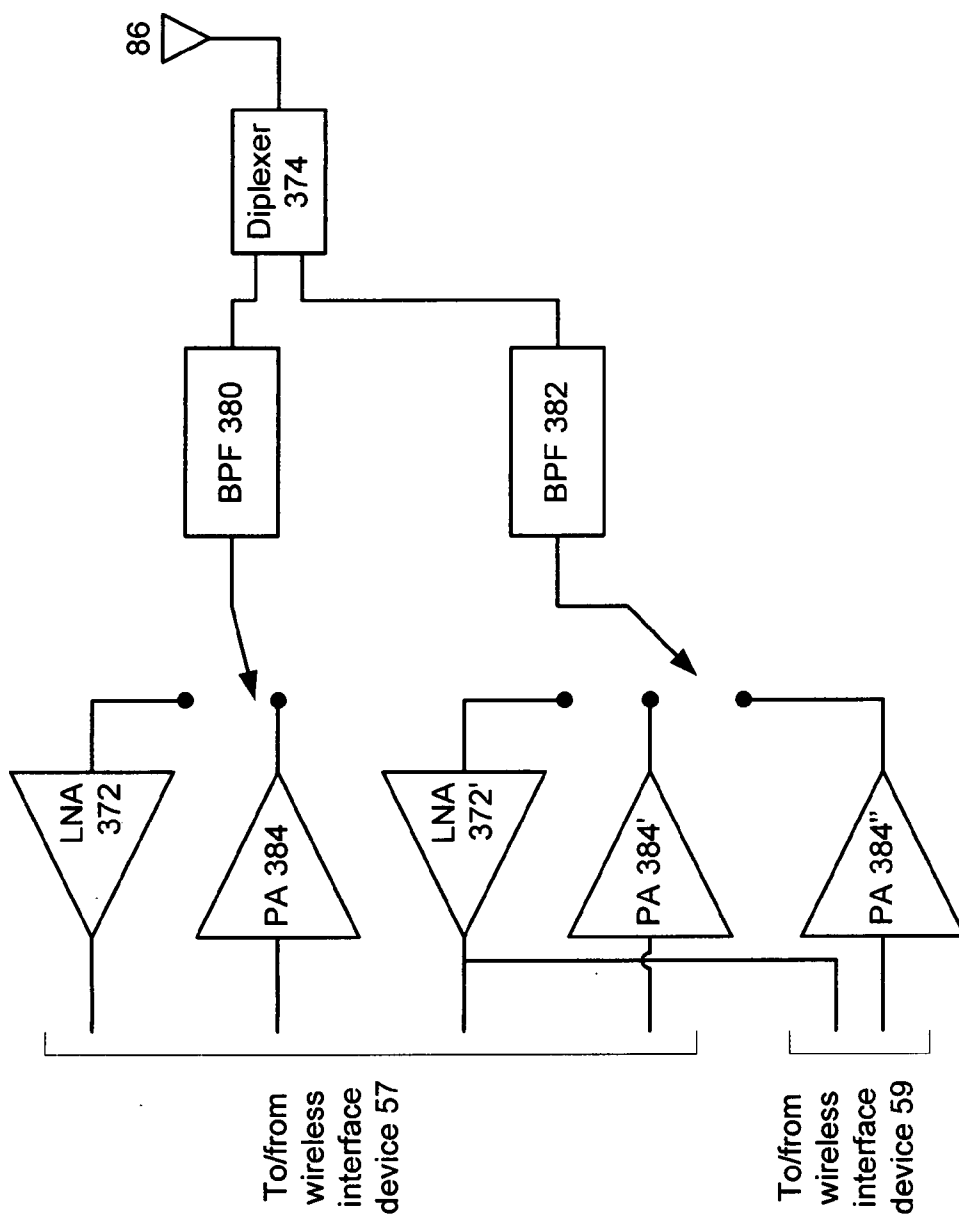 86
Diplexer
374
BPF 380
BPF 382
LNA
372
PA 384
LNA
372'
PA 384'
PA 384"
To/from
wireless
interface
device 57
To/from
wireless
interface
device 59